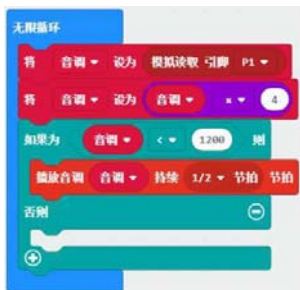 无限循环
将 音调 设为 模拟读取 引脚 P1
将 音调 设为 音调 × 4
如果为 音调 < 1200 则
播放音调 音调 持续 1/2 节拍 节拍
否则